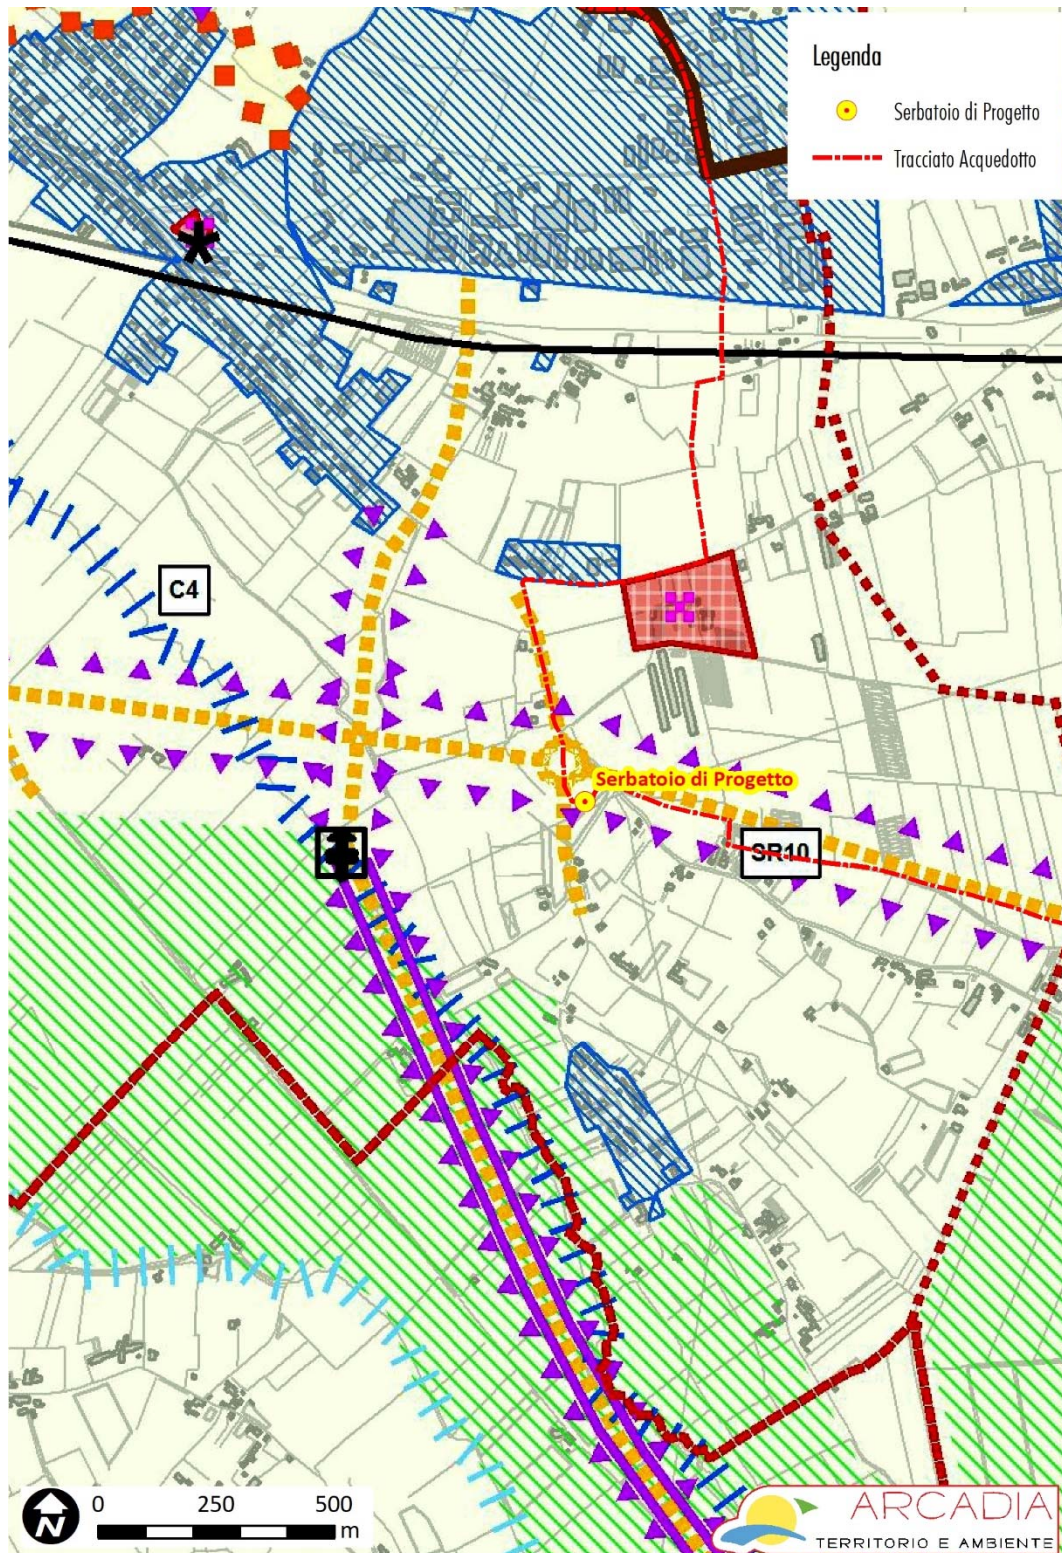 Legenda
Serbatoio di Progetto
Tracciato Acquedotto
C4
Serbatoio di Progetto
SR10
N
0 250 500
m
ARCADIA
TERRITORIO E AMBIENTE